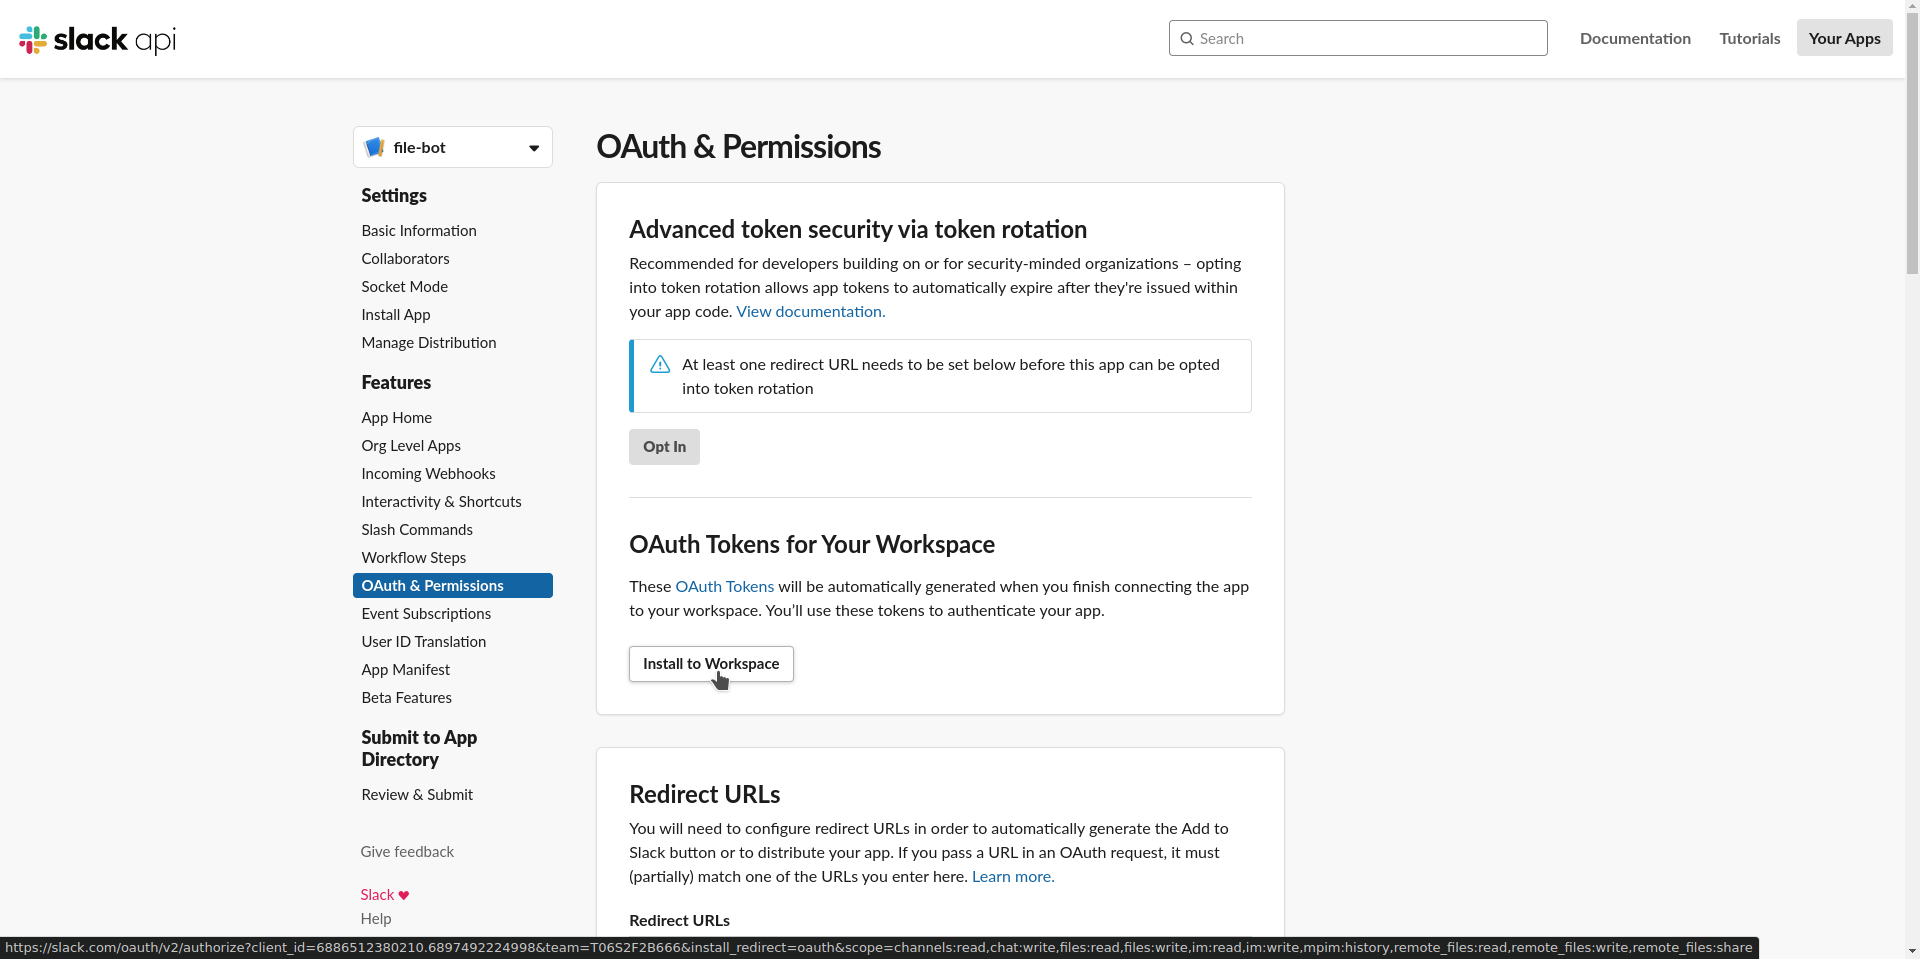 slack api
Search
Documentation
Tutorials
Your Apps
file-bot
Settings
Basic Information
Collaborators
Socket Mode
Install App
Manage Distribution
Features
App Home
Org Level Apps
Incoming Webhooks
Interactivity & Shortcuts
Slash Commands
Workflow Steps
OAuth & Permissions
Event Subscriptions
User ID Translation
App Manifest
Beta Features
Submit to App
Directory
Review & Submit
Give feedback
Slack ♥
Help
OAuth & Permissions
Advanced token security via token rotation
Recommended for developers building on or for security-minded organizations – opting
into token rotation allows app tokens to automatically expire after they're issued within
your app code. View documentation.
At least one redirect URL needs to be set below before this app can be opted
into token rotation
Opt In
OAuth Tokens for Your Workspace
These OAuth Tokens will be automatically generated when you finish connecting the app
to your workspace. You’ll use these tokens to authenticate your app.
Install to Workspace
Redirect URLs
You will need to configure redirect URLs in order to automatically generate the Add to
Slack button or to distribute your app. If you pass a URL in an OAuth request, it must
(partially) match one of the URLs you enter here. Learn more.
Redirect URLs
https://slack.com/oauth/v2/authorize?client_id=6886512380210.6897492224998&team=T06S2F2B666&install_redirect=oauth&scope=channels:read,chat:write,files:read,files:write,im:read,im:write,mpim:history,remote_files:read,remote_files:write,remote_files:share